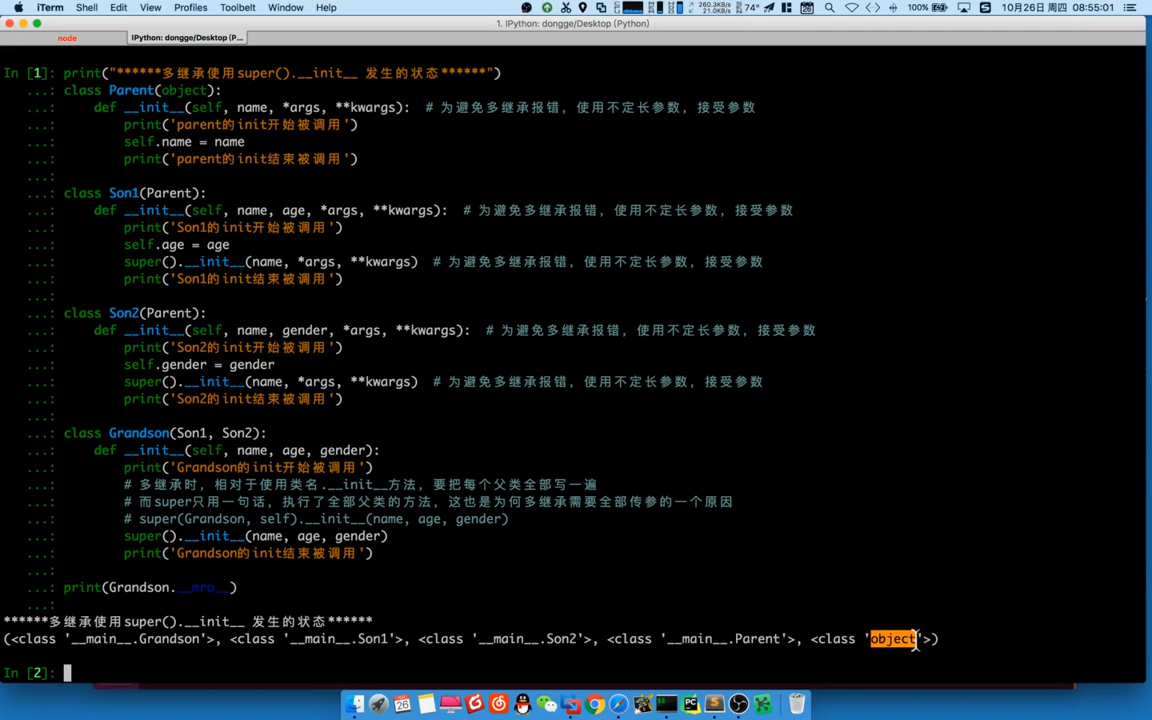 iTerm Shell Edit View Profiles Toolbelt Window Help 260.3KB/s 21.0KB/s 74° 26 100% 10月26日 周四 08:55:01
1. IPython: dongge/Desktop (Python)
node IPython: dongge/Desktop (P...
In [1]: print("******多继承使用super().__init__ 发生的状态******")
...: class Parent(object):
...:     def __init__(self, name, *args, **kwargs):  # 为避免多继承报错，使用不定长参数，接受参数
...:         print('parent的init开始被调用')
...:         self.name = name
...:         print('parent的init结束被调用')
...:
...: class Son1(Parent):
...:     def __init__(self, name, age, *args, **kwargs):  # 为避免多继承报错，使用不定长参数，接受参数
...:         print('Son1的init开始被调用')
...:         self.age = age
...:         super().__init__(name, *args, **kwargs)  # 为避免多继承报错，使用不定长参数，接受参数
...:         print('Son1的init结束被调用')
...:
...: class Son2(Parent):
...:     def __init__(self, name, gender, *args, **kwargs):  # 为避免多继承报错，使用不定长参数，接受参数
...:         print('Son2的init开始被调用')
...:         self.gender = gender
...:         super().__init__(name, *args, **kwargs)  # 为避免多继承报错，使用不定长参数，接受参数
...:         print('Son2的init结束被调用')
...:
...: class Grandson(Son1, Son2):
...:     def __init__(self, name, age, gender):
...:         print('Grandson的init开始被调用')
...:         # 多继承时，相对于使用类名.__init__方法，要把每个父类全部写一遍
...:         # 而super只用一句话，执行了全部父类的方法，这也是为何多继承需要全部传参的一个原因
...:         # super(Grandson, self).__init__(name, age, gender)
...:         super().__init__(name, age, gender)
...:         print('Grandson的init结束被调用')
...:
...: print(Grandson.__mro__)
...:
******多继承使用super().__init__ 发生的状态******
(<class '__main__.Grandson'>, <class '__main__.Son1'>, <class '__main__.Son2'>, <class '__main__.Parent'>, <class 'object'>)
In [2]:
26 PC